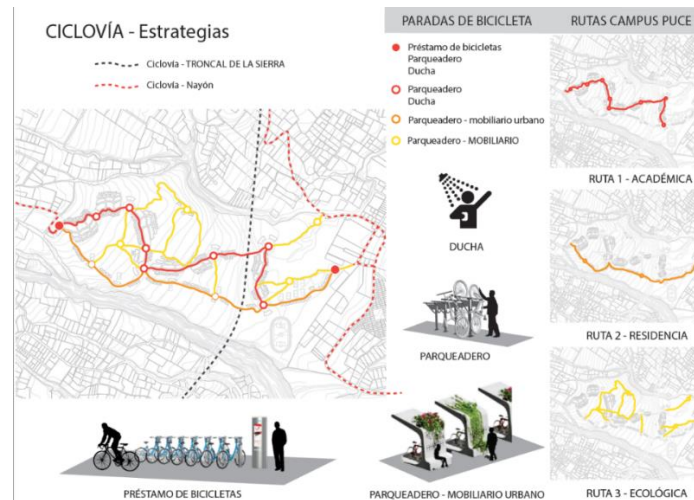 CICLOVÍA - Estrategias
Ciclovía - TRONCAL DE LA SIERRA
Ciclovía - Nayón
PARADAS DE BICICLETA
Préstamo de bicicletas
Parqueadero
Ducha
Parqueadero
Ducha
Parqueadero - mobiliario urbano
Parqueadero - MOBILIARIO
DUCHA
PARQUEADERO
PRÉSTAMO DE BICICLETAS
PARQUEADERO - MOBILIARIO URBANO
RUTAS CAMPUS PUCE
RUTA 1 - ACADÉMICA
RUTA 2 - RESIDENCIA
RUTA 3 - ECOLÓGICA